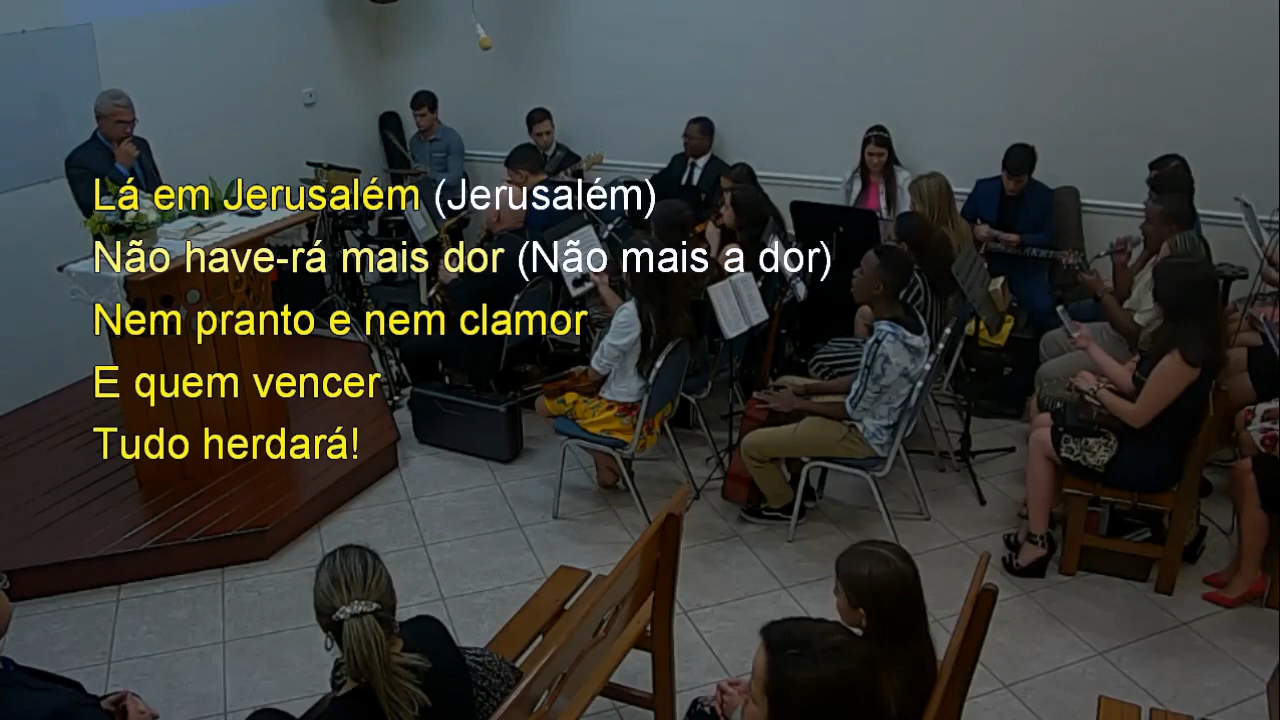 Lá em Jerusalém (Jerusalém)
Não have-rá mais dor (Não mais a dor)
Nem pranto e nem clamor
E quem vencer
Tudo herdará!